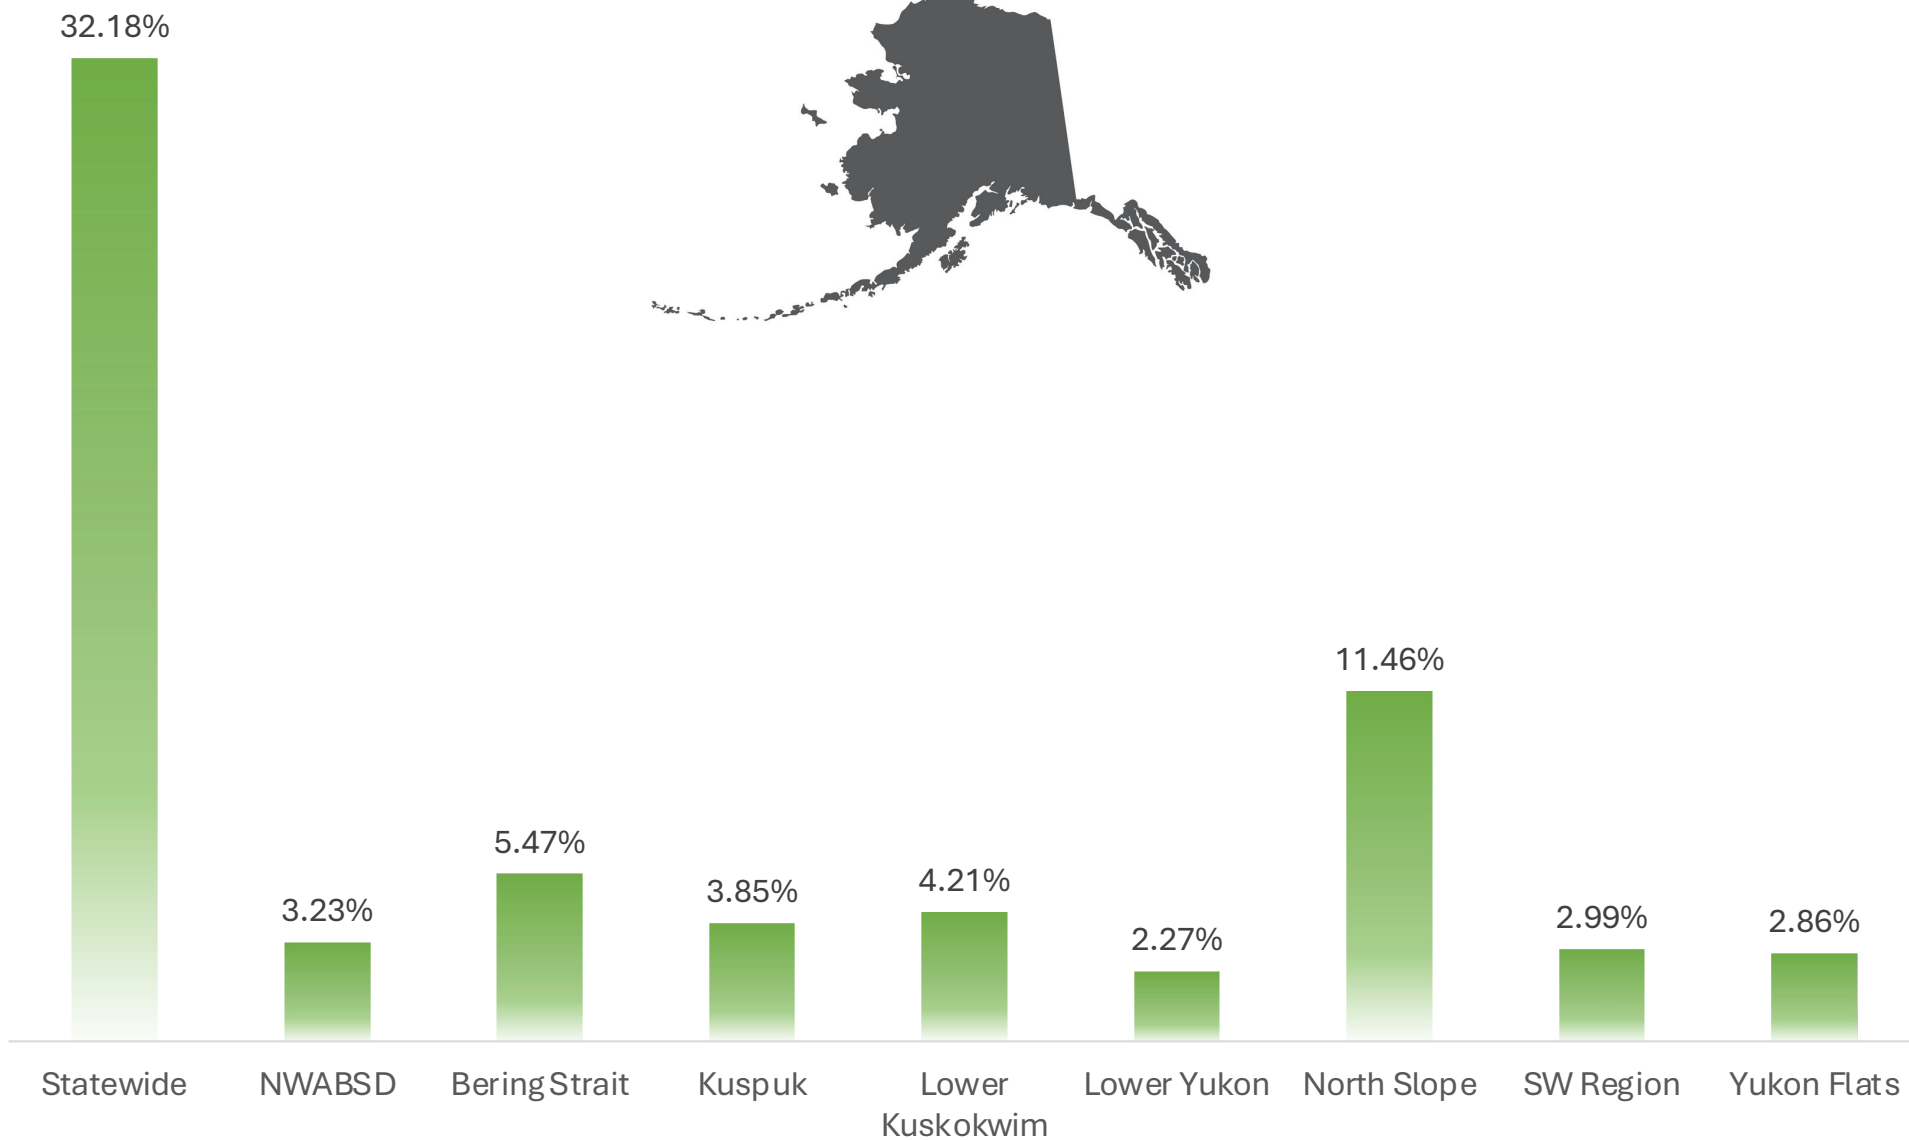 32.18%
3.23%
5.47%
3.85%
4.21%
2.27%
11.46%
2.99%
2.86%
Statewide
NWABSD
Bering Strait
Kuspuk
Lower
Kuskokwim
Lower Yukon
North Slope
SW Region
Yukon Flats